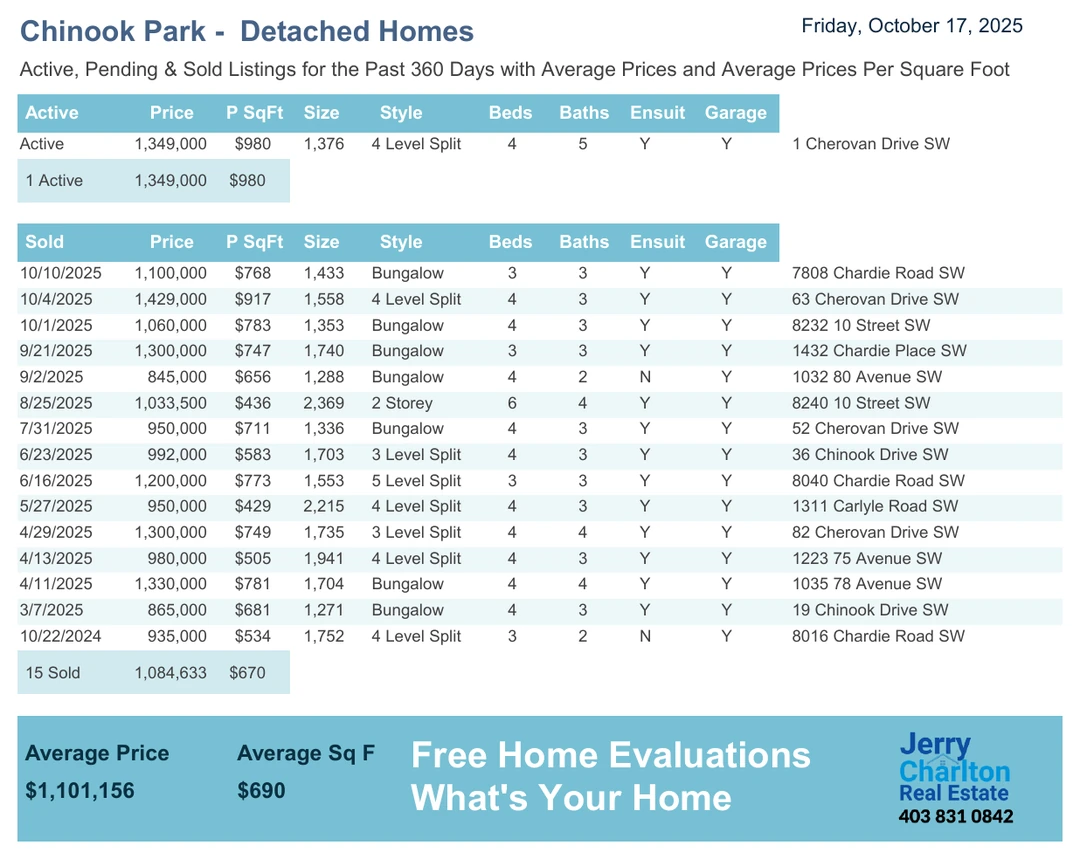 Chinook Park - Detached Homes
Friday, October 17, 2025
Active, Pending & Sold Listings for the Past 360 Days with Average Prices and Average Prices Per Square Foot
Active Price P SqFt Size Style Beds Baths Ensuit Garage
Active 1,349,000 $980 1,376 4 Level Split 4 5 Y Y 1 Cherovan Drive SW
1 Active 1,349,000 $980
Sold Price P SqFt Size Style Beds Baths Ensuit Garage
10/10/2025 1,100,000 $768 1,433 Bungalow 3 3 Y Y 7808 Chardie Road SW
10/4/2025 1,429,000 $917 1,558 4 Level Split 4 3 Y Y 63 Cherovan Drive SW
10/1/2025 1,060,000 $783 1,353 Bungalow 4 3 Y Y 8232 10 Street SW
9/21/2025 1,300,000 $747 1,740 Bungalow 3 3 Y Y 1432 Chardie Place SW
9/2/2025 845,000 $656 1,288 Bungalow 4 2 N Y 1032 80 Avenue SW
8/25/2025 1,033,500 $436 2,369 2 Storey 6 4 Y Y 8240 10 Street SW
7/31/2025 950,000 $711 1,336 Bungalow 4 3 Y Y 52 Cherovan Drive SW
6/23/2025 992,000 $583 1,703 3 Level Split 4 3 Y Y 36 Chinook Drive SW
6/16/2025 1,200,000 $773 1,553 5 Level Split 3 3 Y Y 8040 Chardie Road SW
5/27/2025 950,000 $429 2,215 4 Level Split 4 3 Y Y 1311 Carlyle Road SW
4/29/2025 1,300,000 $749 1,735 3 Level Split 4 4 Y Y 82 Cherovan Drive SW
4/13/2025 980,000 $505 1,941 4 Level Split 4 3 Y Y 1223 75 Avenue SW
4/11/2025 1,330,000 $781 1,704 Bungalow 4 4 Y Y 1035 78 Avenue SW
3/7/2025 865,000 $681 1,271 Bungalow 4 3 Y Y 19 Chinook Drive SW
10/22/2024 935,000 $534 1,752 4 Level Split 3 2 N Y 8016 Chardie Road SW
15 Sold 1,084,633 $670
Average Price Average Sq F
$1,101,156 $690
Free Home Evaluations
What's Your Home
Jerry
Charlton
Real Estate
403 831 0842